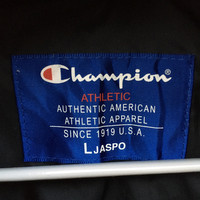 Champion
ATHLETIC
AUTHENTIC AMERICAN
ATHLETIC APPAREL
SINCE 1919 U.S.A.
L JASPO